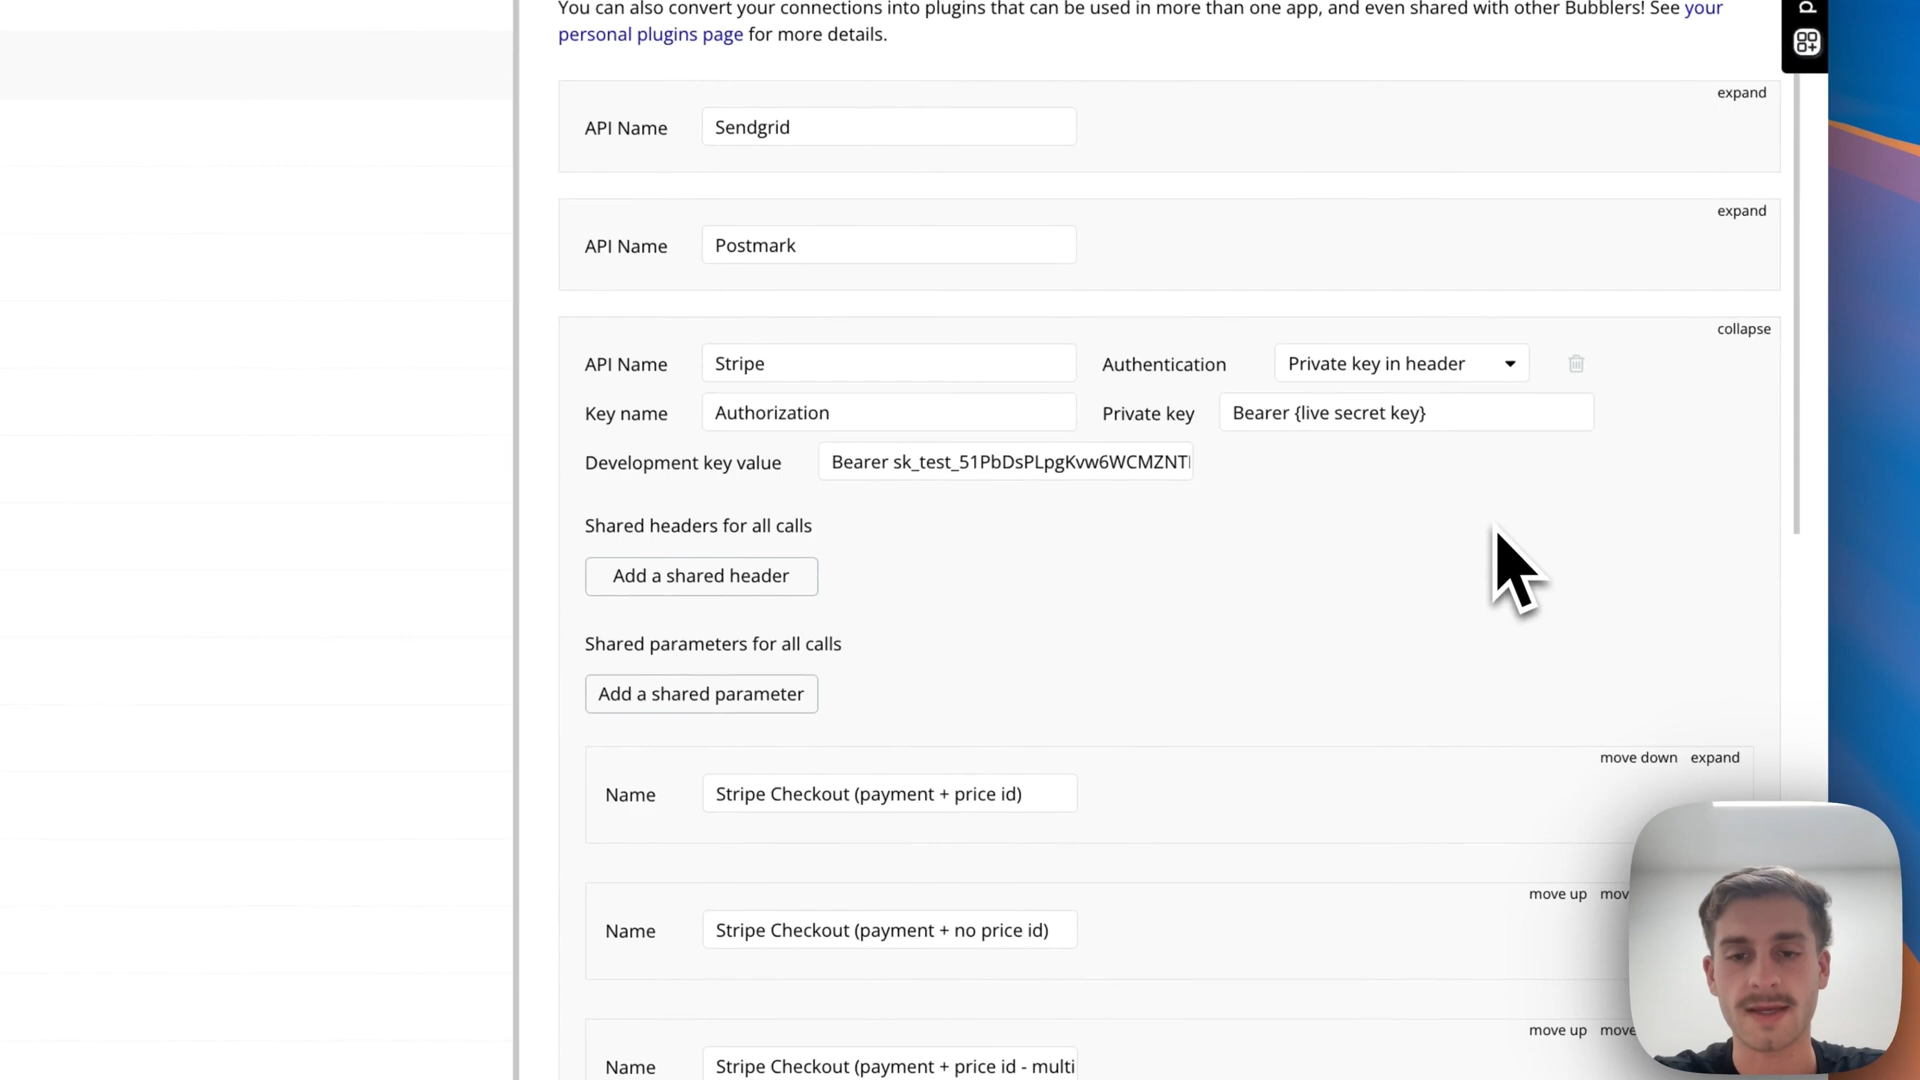 You can also convert your connections into plugins that can be used in more than one app, and even shared with other Bubblers! See your
personal plugins page for more details.
expand
API Name Sendgrid
expand
API Name Postmark
collapse
API Name Stripe Authentication Private key in header
Key name Authorization Private key Bearer {live secret key}
Development key value Bearer sk_test_51PbDsPLpgKvw6WCMZNT
Shared headers for all calls
Add a shared header
Shared parameters for all calls
Add a shared parameter
move down expand
Name Stripe Checkout (payment + price id)
move up mov
Name Stripe Checkout (payment + no price id)
move up move
Name Stripe Checkout (payment + price id - multi